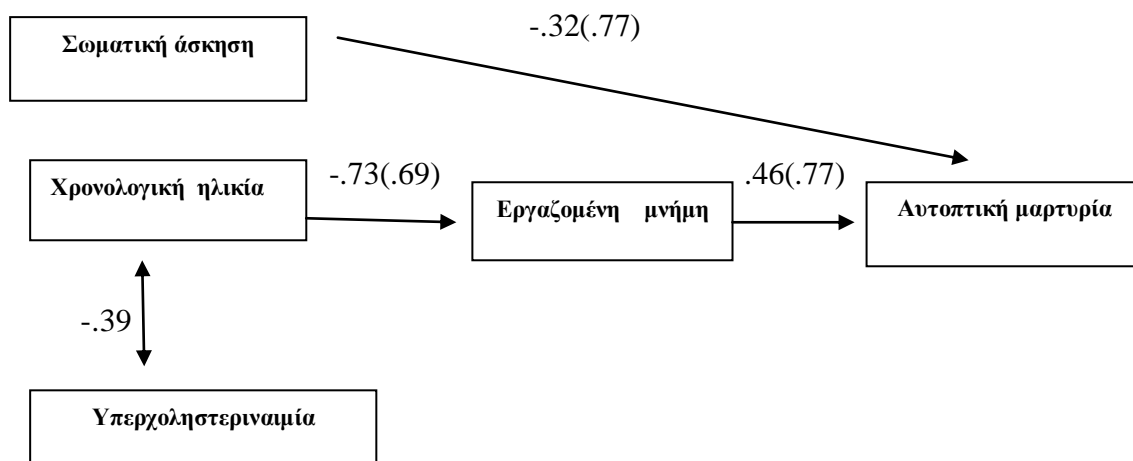 -.32(.77)
Σωματική άσκηση
Χρονολογική ηλικία
-.73(.69)
Εργαζομένη μνήμη
.46(.77)
Αυτοπτική μαρτυρία
-.39
Υπερχοληστεριναιμία